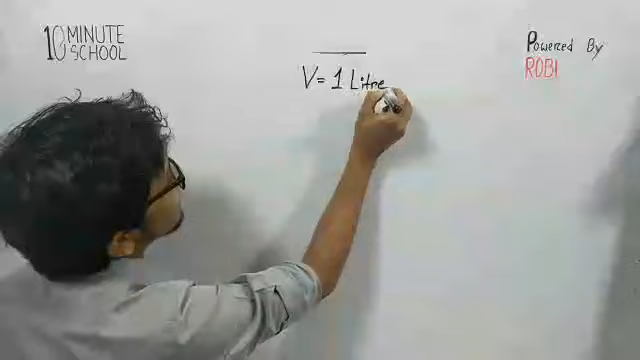 10 MINUTE
SCHOOL
Powered By
ROBI
V = 1 Litre